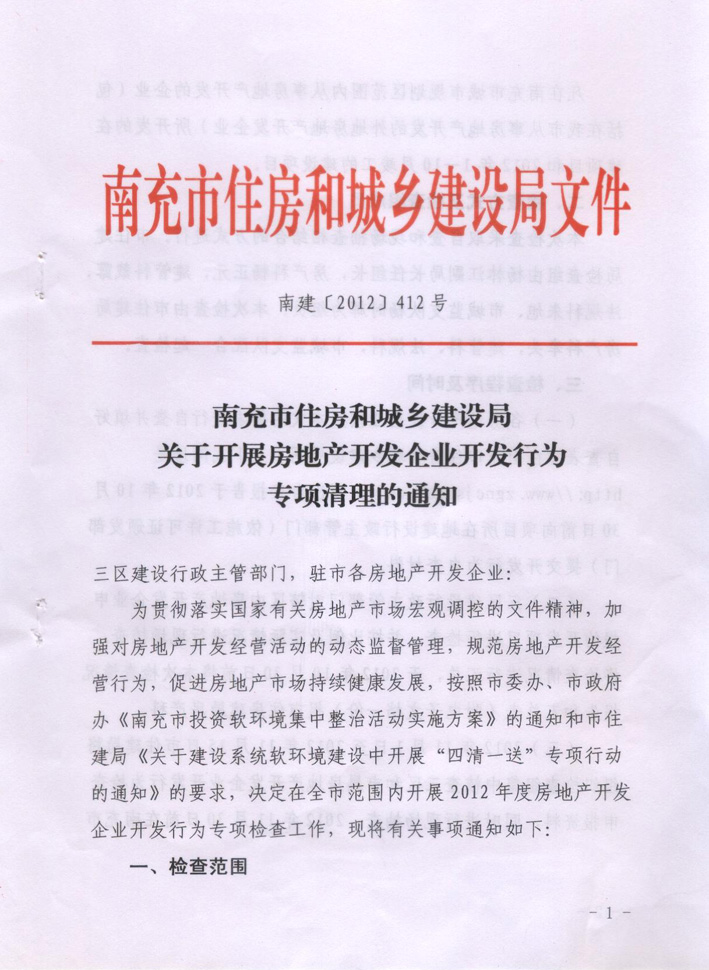 南充市住房和城乡建设局文件
南建〔2012〕412号
南充市住房和城乡建设局
关于开展房地产开发企业开发行为
专项清理的通知
三区建设行政主管部门，驻市各房地产开发企业：
为贯彻落实国家有关房地产市场宏观调控的文件精神，加
强对房地产开发经营活动的动态监督管理，规范房地产开发经
营行为，促进房地产市场持续健康发展，按照市委办、市政府
办《南充市投资软环境集中整治活动实施方案》的通知和市住
建局《关于建设系统软环境建设中开展“四清一送”专项行动
的通知》的要求，决定在全市范围内开展2012年度房地产开发
企业开发行为专项检查工作，现将有关事项通知如下：
一、检查范围
- 1 -